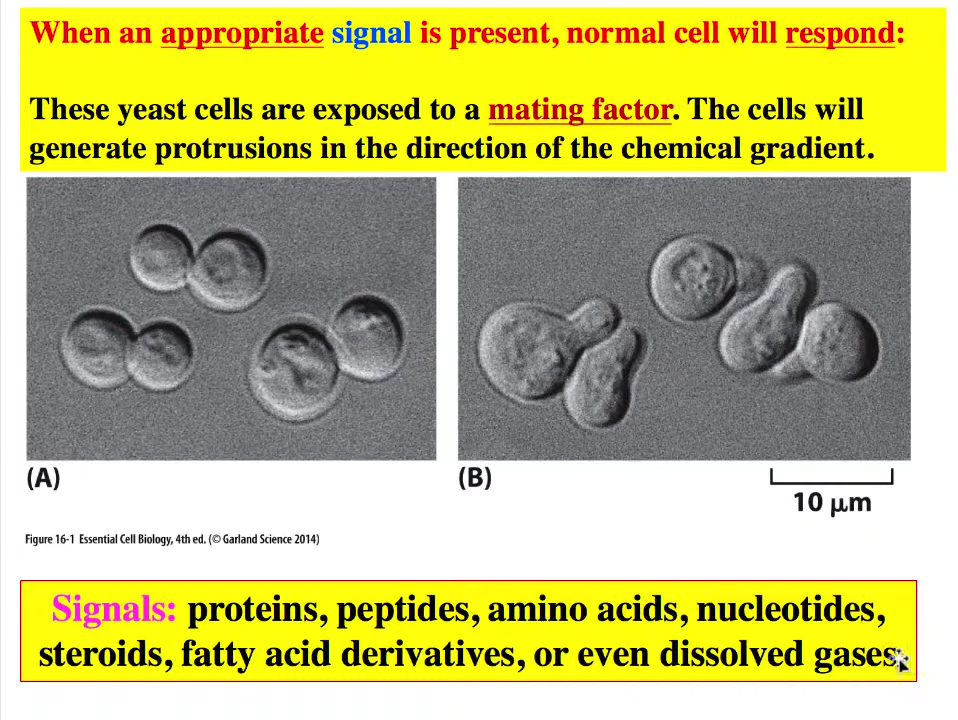 When an appropriate signal is present, normal cell will respond:
These yeast cells are exposed to a mating factor. The cells will
generate protrusions in the direction of the chemical gradient.
(A)
(B)
10 μm
Figure 16-1 Essential Cell Biology, 4th ed. (© Garland Science 2014)
Signals: proteins, peptides, amino acids, nucleotides,
steroids, fatty acid derivatives, or even dissolved gases